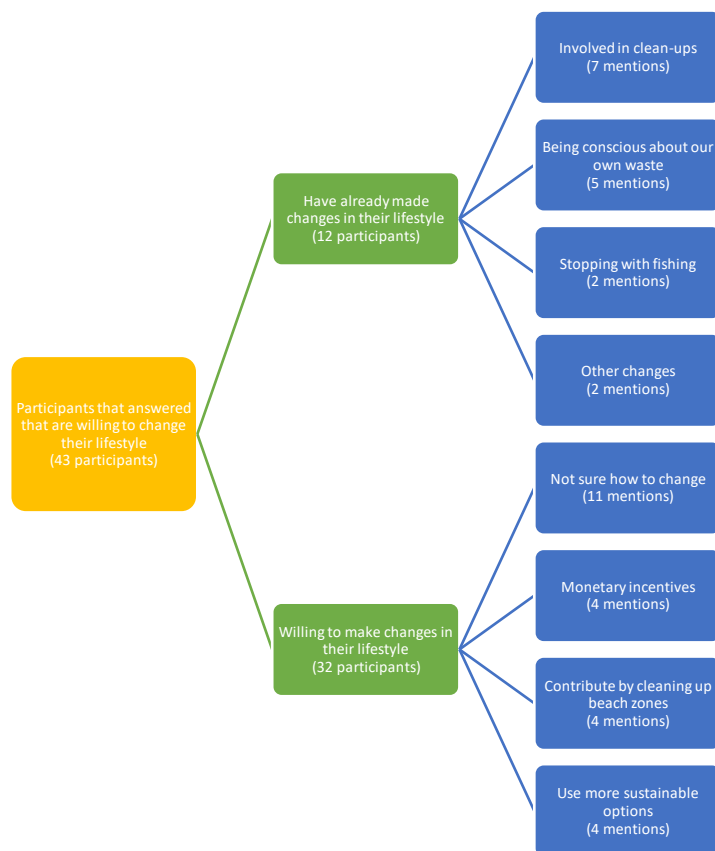 Participants that answered
that are willing to change
their lifestyle
(43 participants)
Have already made
changes in their lifestyle
(12 participants)
Involved in clean-ups
(7 mentions)
Being conscious about our
own waste
(5 mentions)
Stopping with fishing
(2 mentions)
Other changes
(2 mentions)
Willing to make changes in
their lifestyle
(32 participants)
Not sure how to change
(11 mentions)
Monetary incentives
(4 mentions)
Contribute by cleaning up
beach zones
(4 mentions)
Use more sustainable
options
(4 mentions)